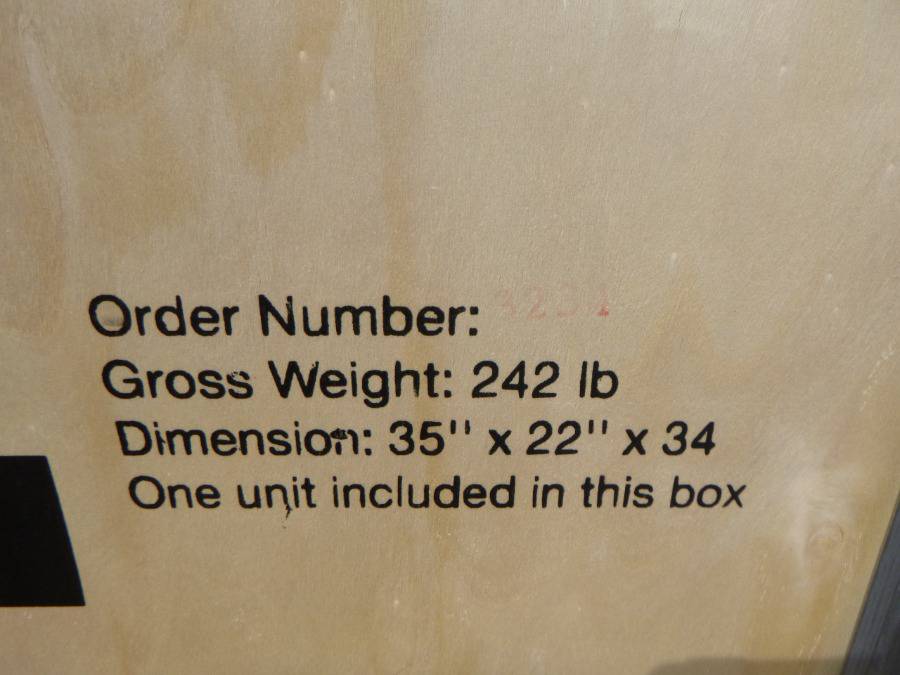 Order Number:
Gross Weight: 242 lb
Dimension: 35" x 22" x 34
One unit included in this box